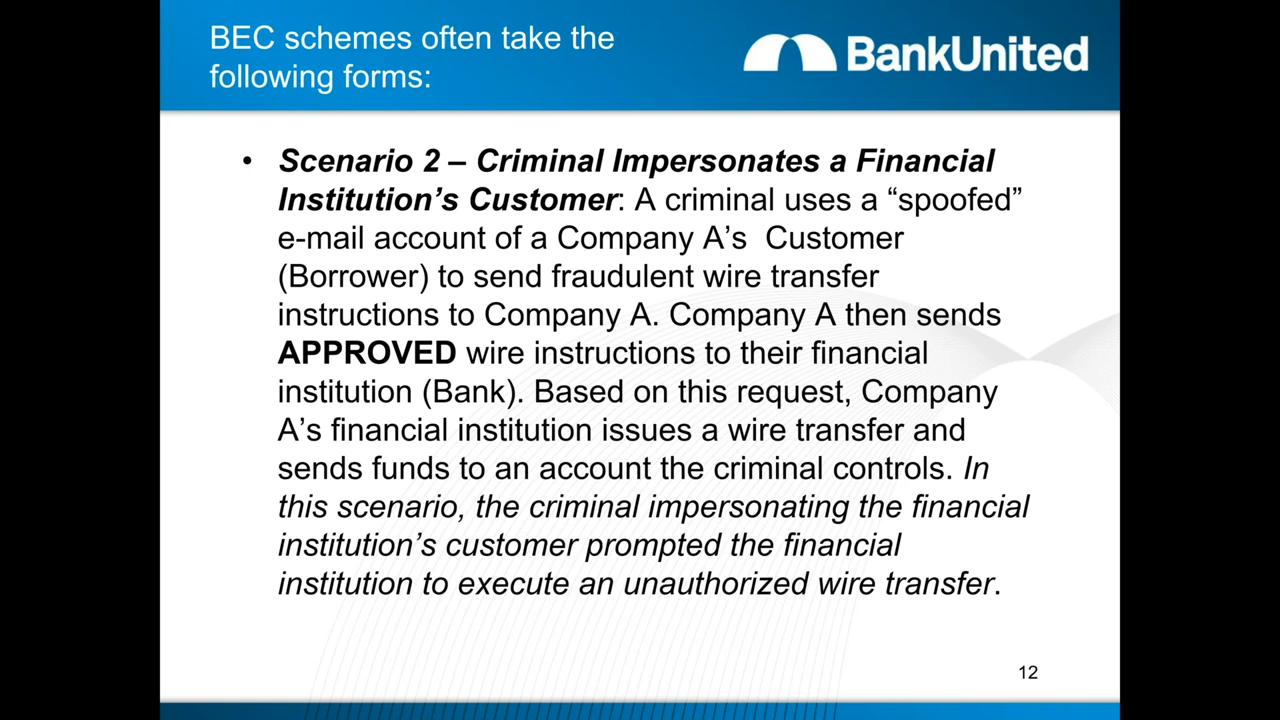 BEC schemes often take the
following forms:
BankUnited
• Scenario 2 – Criminal Impersonates a Financial
Institution’s Customer: A criminal uses a “spoofed”
e-mail account of a Company A’s  Customer
(Borrower) to send fraudulent wire transfer
instructions to Company A. Company A then sends
APPROVED wire instructions to their financial
institution (Bank). Based on this request, Company
A’s financial institution issues a wire transfer and
sends funds to an account the criminal controls. In
this scenario, the criminal impersonating the financial
institution’s customer prompted the financial
institution to execute an unauthorized wire transfer.
12